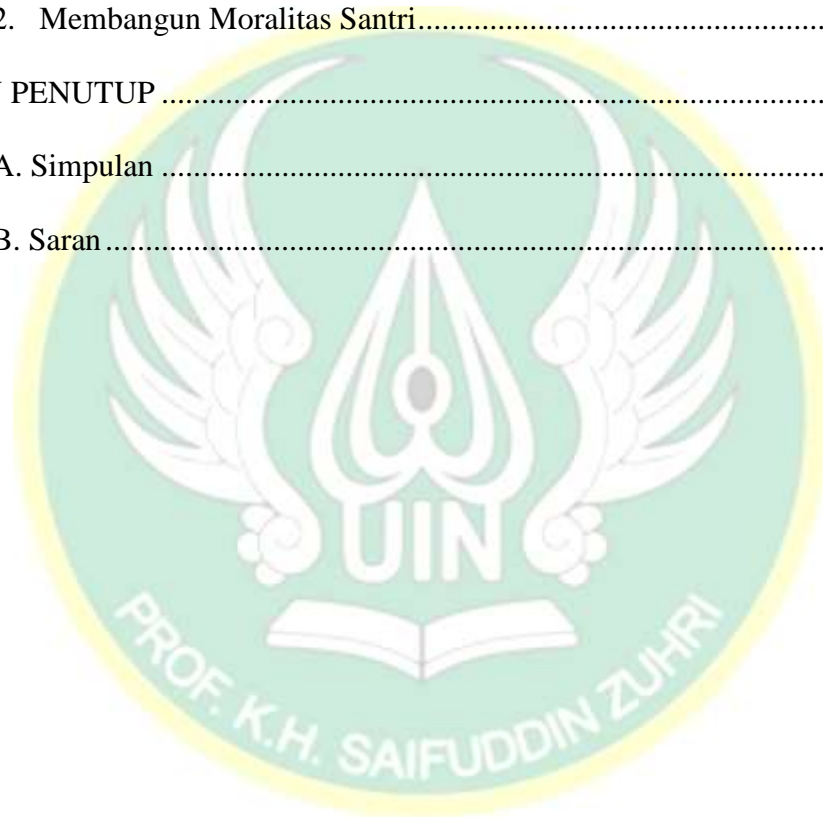 2. Membangun Moralitas Santri....................................................
PENUTUP ....................................................................................
A. Simpulan ....................................................................................
B. Saran ...........................................................................................
UIN
PROF. K.H. SAIFUDDIN ZUHRI